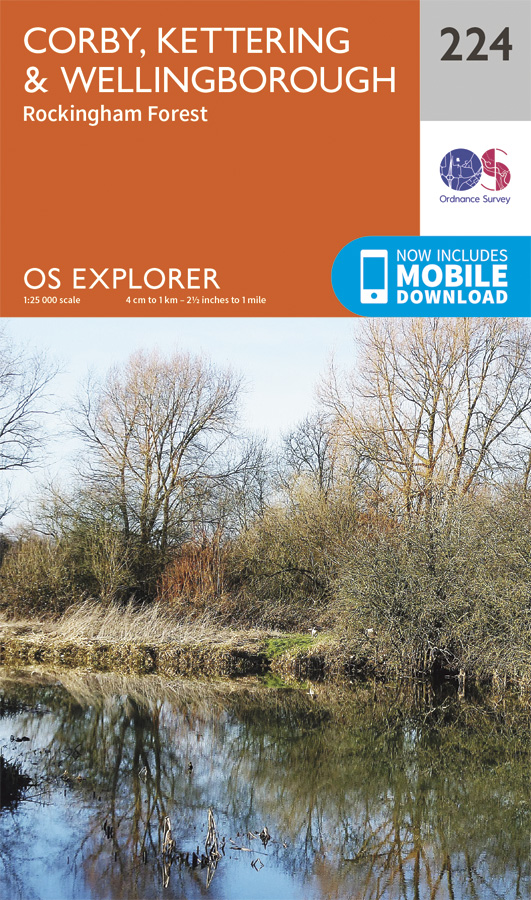 CORBY, KETTERING
& WELLINGBOROUGH
Rockingham Forest
224
OS
Ordnance Survey
NOW INCLUDES
MOBILE
DOWNLOAD
OS EXPLORER
1:25 000 scale 4 cm to 1 km – 2½ inches to 1 mile